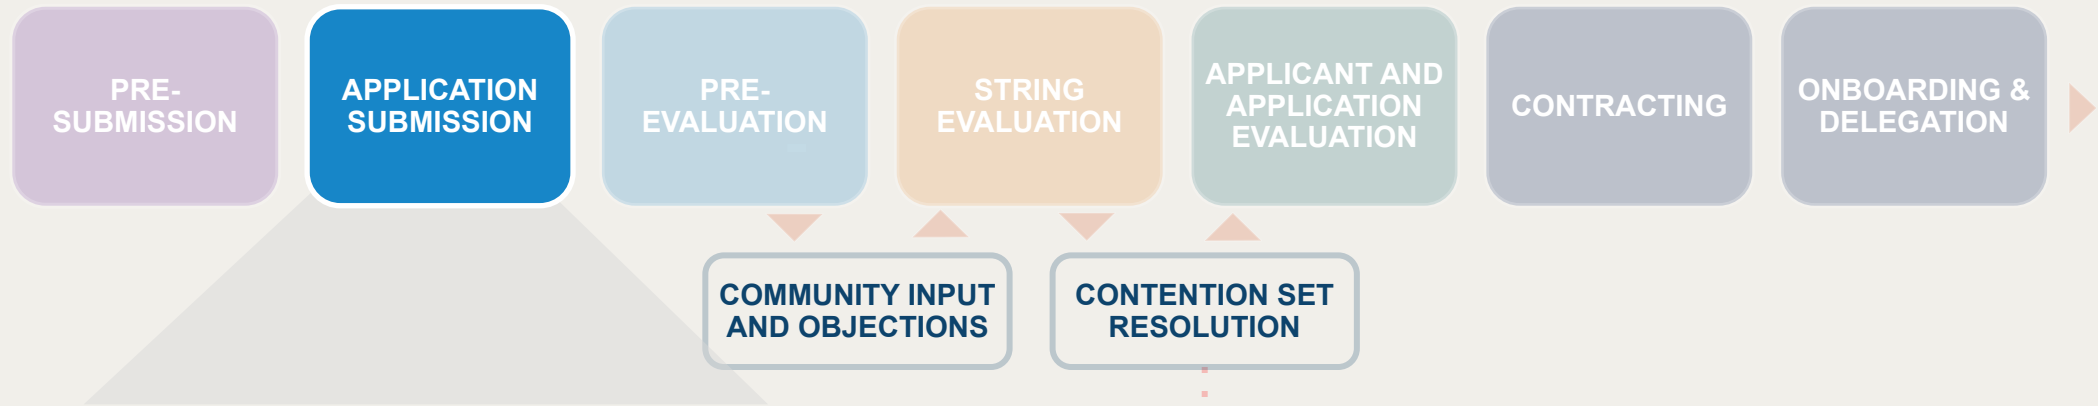 PRE-
SUBMISSION
APPLICATION
SUBMISSION
PRE-
EVALUATION
STRING
EVALUATION
APPLICANT AND
APPLICATION
EVALUATION
CONTRACTING
ONBOARDING &
DELEGATION
COMMUNITY INPUT
AND OBJECTIONS
CONTENTION SET
RESOLUTION